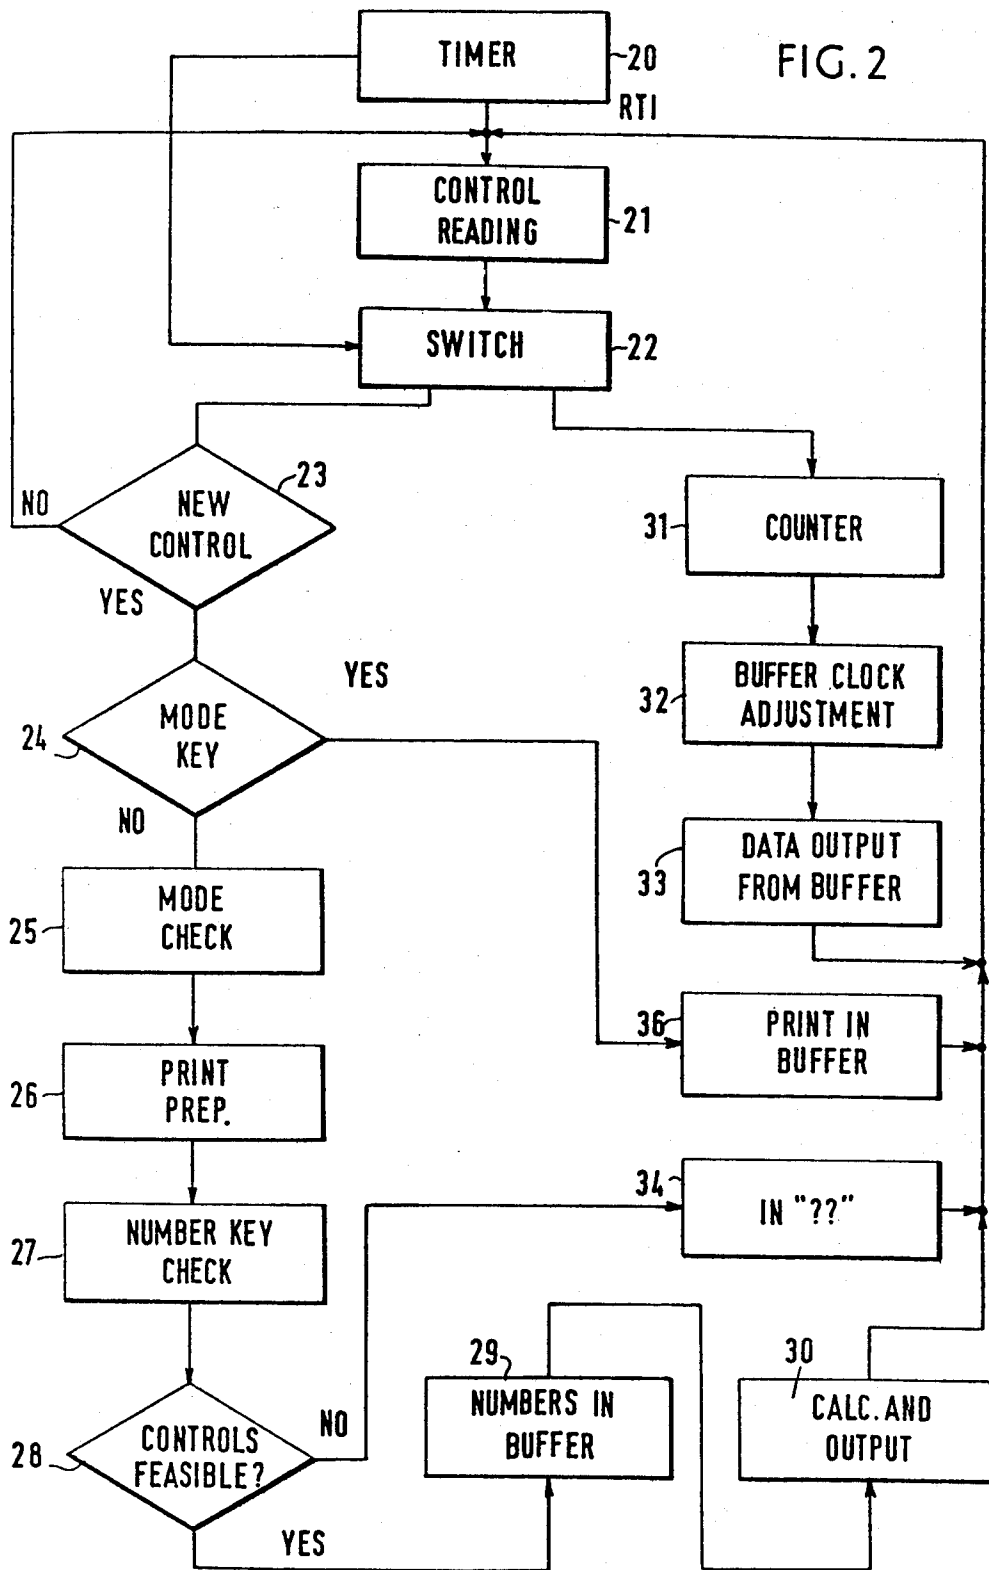 TIMER
20
FIG. 2
RTI
CONTROL
READING
21
SWITCH
22
23
NO
NEW
CONTROL
YES
31
COUNTER
YES
MODE
KEY
24
NO
32
BUFFER CLOCK
ADJUSTMENT
33
DATA OUTPUT
FROM BUFFER
MODE
CHECK
25
36
PRINT IN
BUFFER
PRINT
PREP.
26
34
IN "??"
NUMBER KEY
CHECK
27
29
NUMBERS IN
BUFFER
30
CALC. AND
OUTPUT
CONTROLS
FEASIBLE?
28
NO
YES